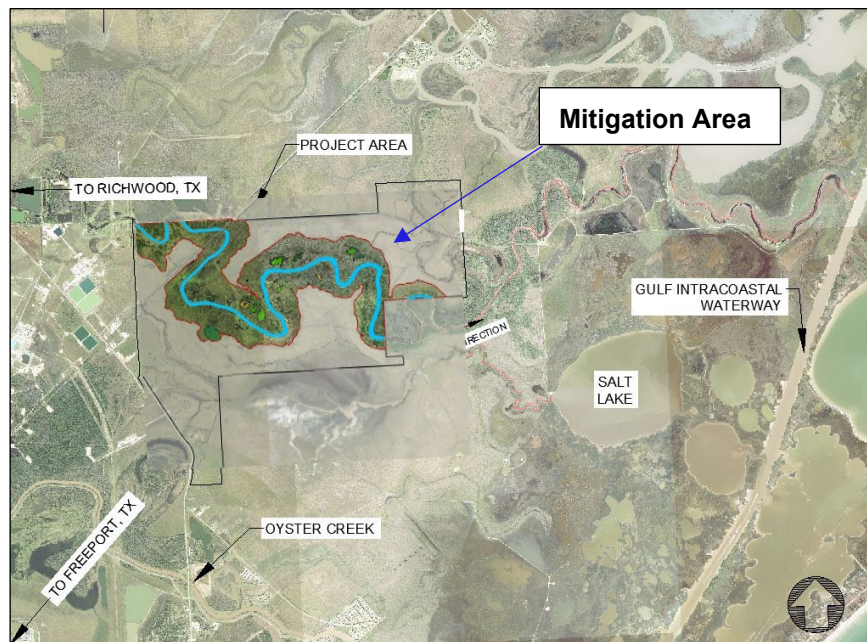 Mitigation Area
PROJECT AREA
TO RICHWOOD, TX
GULF INTRACOASTAL
WATERWAY
SALT
LAKE
OYSTER CREEK
TO FREEPORT, TX